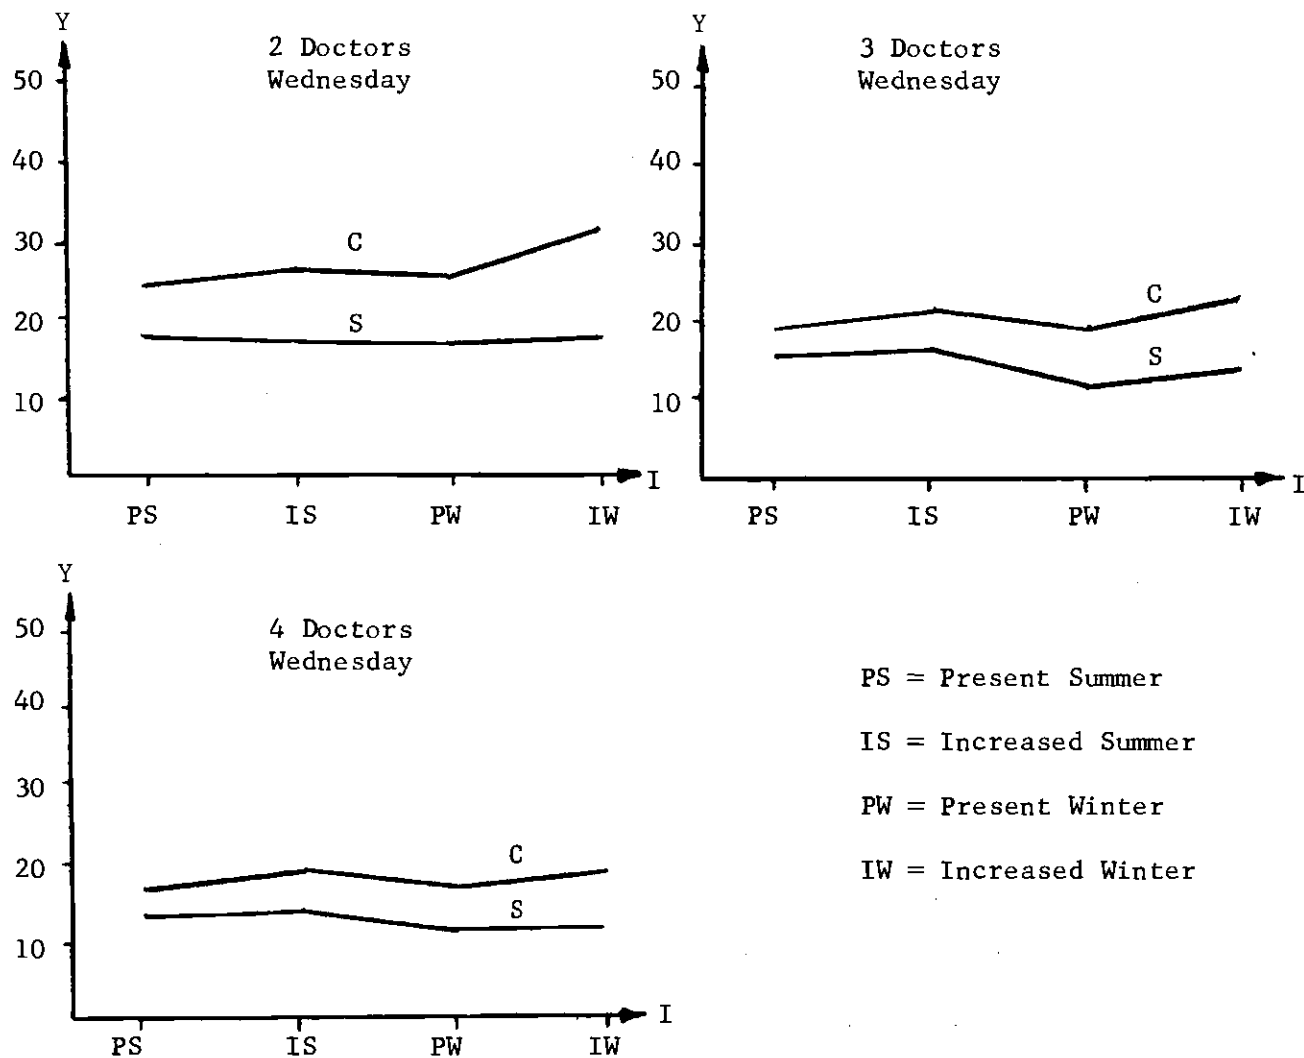 Y
2 Doctors
Wednesday
50
40
30
20
10
C
S
I
PS IS PW IW
Y
3 Doctors
Wednesday
50
40
30
20
10
C
S
I
PS IS PW IW
Y
4 Doctors
Wednesday
50
40
30
20
10
C
S
I
PS IS PW IW
PS = Present Summer
IS = Increased Summer
PW = Present Winter
IW = Increased Winter